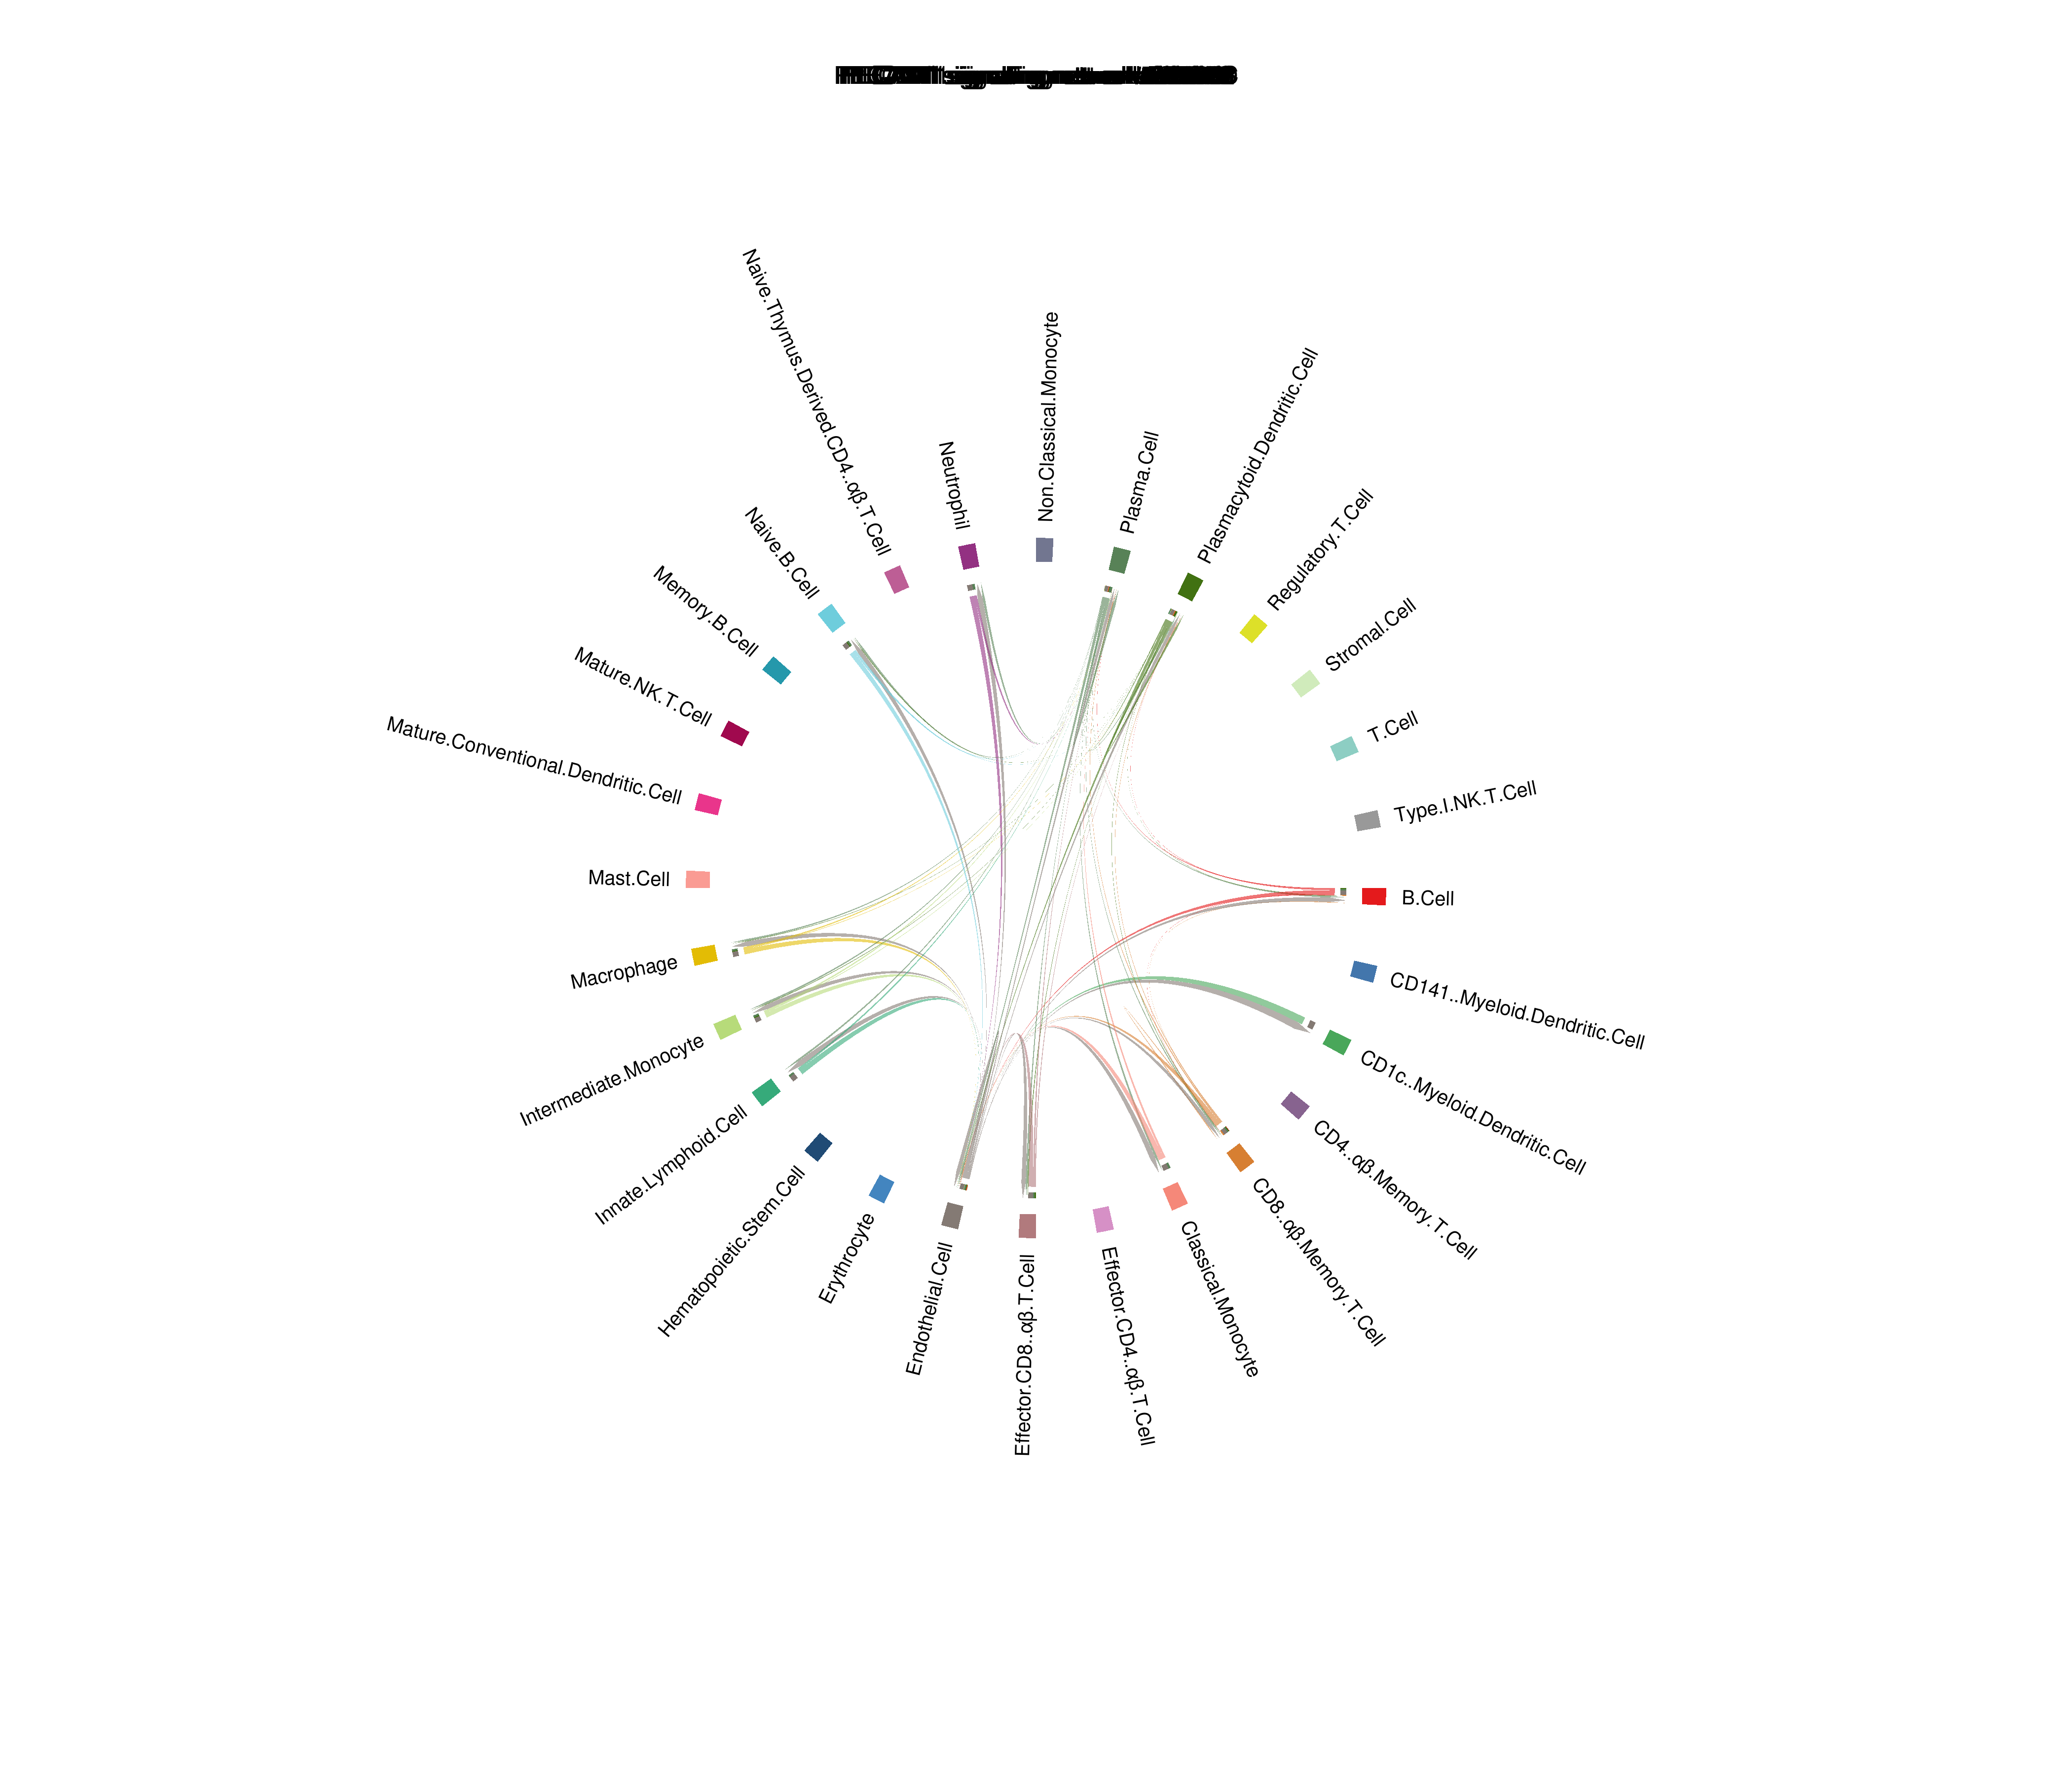 Naive.Thymus.Derived.CD4..αβ.T.Cell
Neutrophil
Non.Classical.Monocyte
Plasma.Cell
Plasmacytoid.Dendritic.Cell
Regulatory.T.Cell
Stromal.Cell
T.Cell
Type.I.NK.T.Cell
B.Cell
CD141..Myeloid.Dendritic.Cell
CD1c..Myeloid.Dendritic.Cell
CD4..αβ.Memory.T.Cell
CD8..αβ.Memory.T.Cell
Classical.Monocyte
Effector.CD4..αβ.T.Cell
Effector.CD8..αβ.T.Cell
Endothelial.Cell
Erythrocyte
Hematopoietic.Stem.Cell
Innate.Lymphoid.Cell
Intermediate.Monocyte
Macrophage
Mast.Cell
Mature.Conventional.Dendritic.Cell
Mature.NK.T.Cell
Memory.B.Cell
Naive.B.Cell